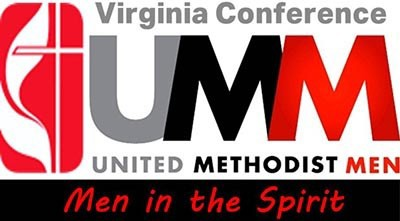 Virginia Conference
UMM
UNITED METHODIST MEN
Men in the Spirit